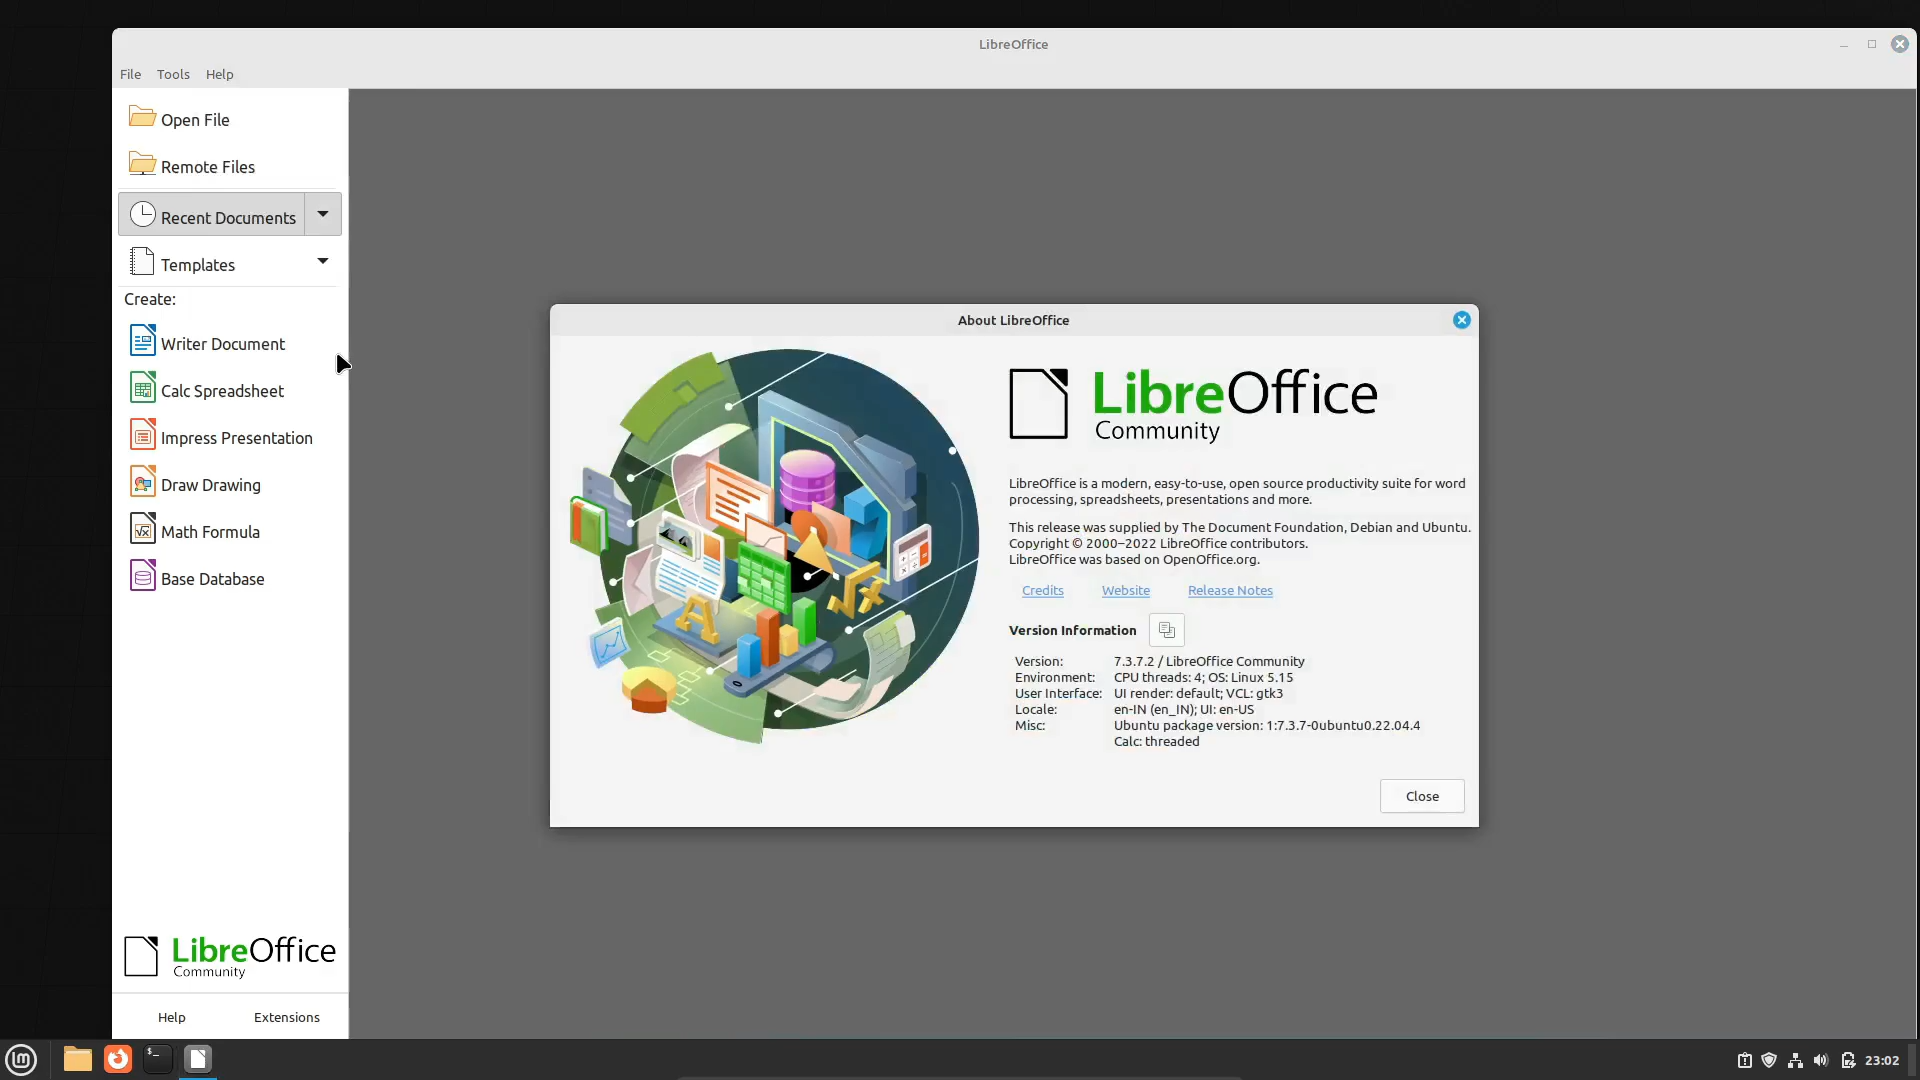 LibreOffice
File Tools Help
Open File
Remote Files
Recent Documents
Templates
Create:
Writer Document
Calc Spreadsheet
Impress Presentation
Draw Drawing
Math Formula
Base Database
LibreOffice
Community
Help Extensions
About LibreOffice
LibreOffice
Community
LibreOffice is a modern, easy-to-use, open source productivity suite for word
processing, spreadsheets, presentations and more.
This release was supplied by The Document Foundation, Debian and Ubuntu.
Copyright © 2000–2022 LibreOffice contributors.
LibreOffice was based on OpenOffice.org.
Credits Website Release Notes
Version Information
Version: 7.3.7.2 / LibreOffice Community
Environment: CPU threads: 4; OS: Linux 5.15
User Interface: UI render: default; VCL: gtk3
Locale: en-IN (en_IN); UI: en-US
Misc: Ubuntu package version: 1:7.3.7-0ubuntu0.22.04.4
Calc: threaded
Close
23:02